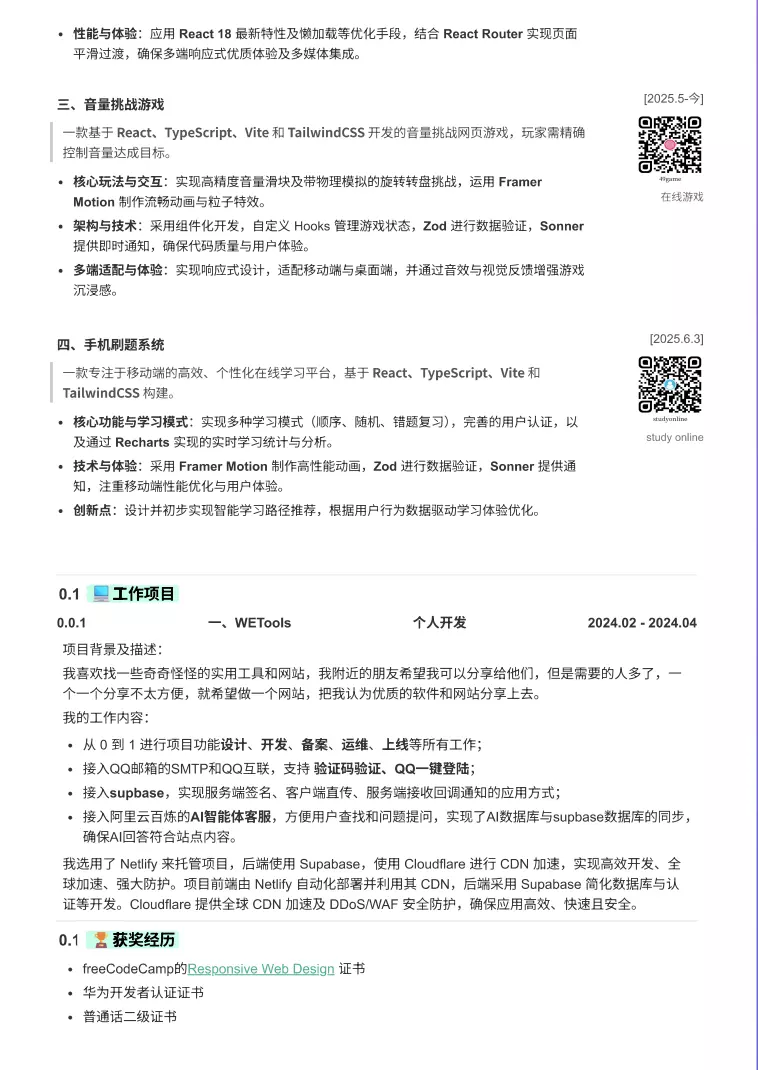 • 性能与体验：应用 React 18 最新特性及懒加载等优化手段，结合 React Router 实现页面
平滑过渡，确保多端响应式优质体验及多媒体集成。
三、音量挑战游戏
[2025.5-今]
一款基于 React、TypeScript、Vite 和 TailwindCSS 开发的音量挑战网页游戏，玩家需精确
控制音量达成目标。
49game
在线游戏
• 核心玩法与交互：实现高精度音量滑块及带物理模拟的旋转转盘挑战，运用 Framer
Motion 制作流畅动画与粒子特效。
• 架构与技术：采用组件化开发，自定义 Hooks 管理游戏状态，Zod 进行数据验证，Sonner
提供即时通知，确保代码质量与用户体验。
• 多端适配与体验：实现响应式设计，适配移动端与桌面端，并通过音效与视觉反馈增强游戏
沉浸感。
四、手机刷题系统
[2025.6.3]
一款专注于移动端的高效、个性化在线学习平台，基于 React、TypeScript、Vite 和
TailwindCSS 构建。
studyonline
study online
• 核心功能与学习模式：实现多种学习模式（顺序、随机、错题复习），完善的用户认证，以
及通过 Recharts 实现的实时学习统计与分析。
• 技术与体验：采用 Framer Motion 制作高性能动画，Zod 进行数据验证，Sonner 提供通
知，注重移动端性能优化与用户体验。
• 创新点：设计并初步实现智能学习路径推荐，根据用户行为数据驱动学习体验优化。
0.1 💻工作项目
0.0.1 一、WETools 个人开发 2024.02 - 2024.04
项目背景及描述：
我喜欢找一些奇奇怪怪的实用工具和网站，我附近的朋友希望我可以分享给他们，但是需要的人多了，一
个一个分享不太方便，就希望做一个网站，把我认为优质的软件和网站分享上去。
我的工作内容：
• 从 0 到 1 进行项目功能设计、开发、备案、运维、上线等所有工作；
• 接入QQ邮箱的SMTP和QQ互联，支持 验证码验证、QQ一键登陆；
• 接入supbase，实现服务端签名、客户端直传、服务端接收回调通知的应用方式；
• 接入阿里云百炼的AI智能体客服，方便用户查找和问题提问，实现了AI数据库与supbase数据库的同步，
确保AI回答符合站点内容。
我选用了 Netlify 来托管项目，后端使用 Supabase，使用 Cloudflare 进行 CDN 加速，实现高效开发、全
球加速、强大防护。项目前端由 Netlify 自动化部署并利用其 CDN，后端采用 Supabase 简化数据库与认
证等开发。Cloudflare 提供全球 CDN 加速及 DDoS/WAF 安全防护，确保应用高效、快速且安全。
0.1 🏆获奖经历
• freeCodeCamp的Responsive Web Design 证书
• 华为开发者认证证书
• 普通话二级证书